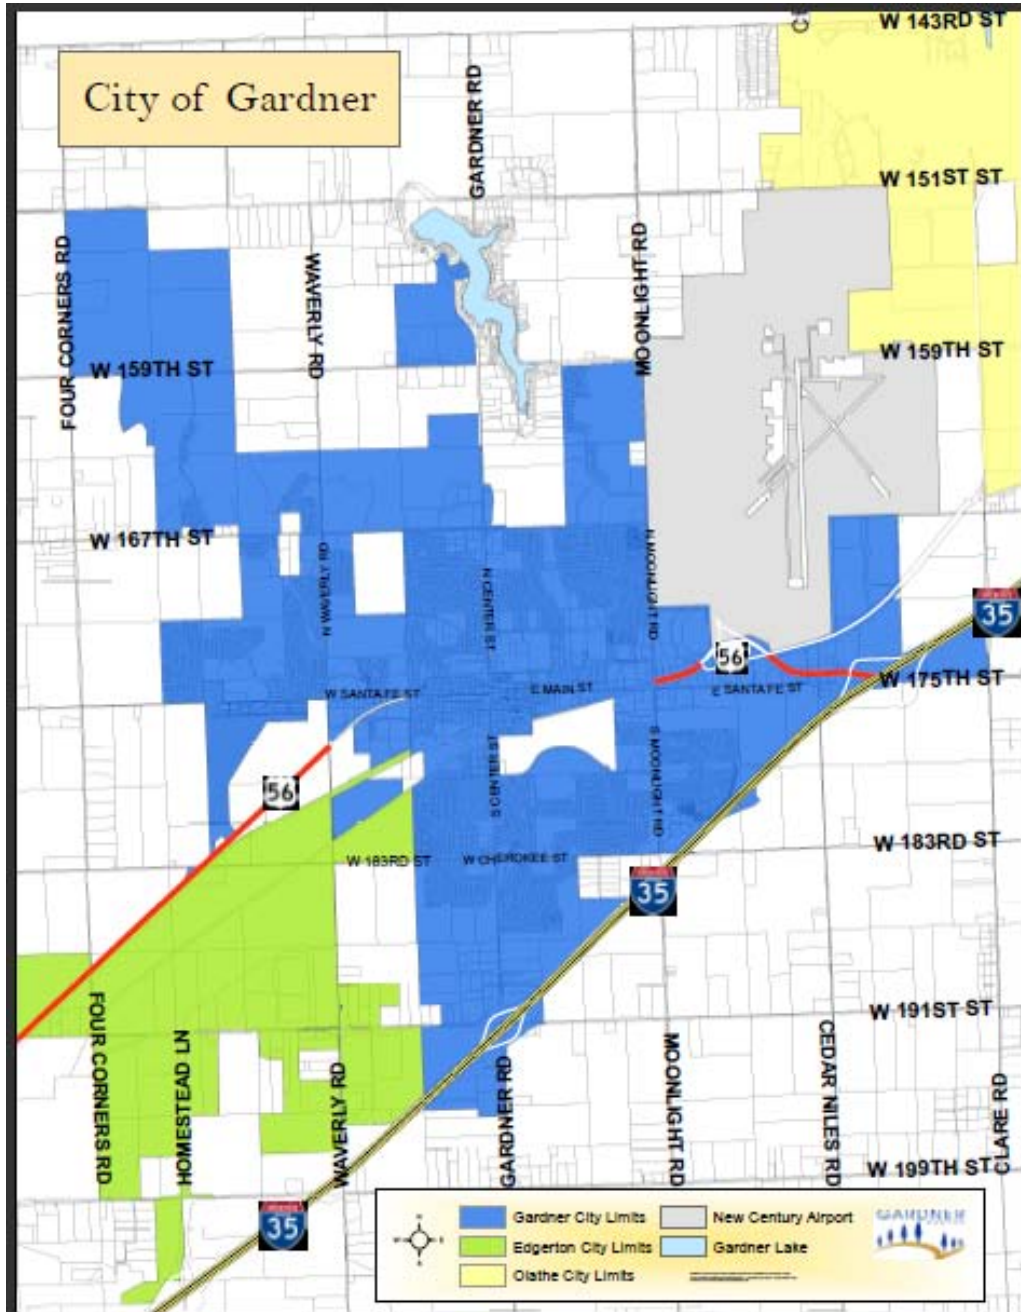 W 143RD ST
City of Gardner
GARDNER RD
W 151ST ST
FOUR CORNERS RD
WAVERLY RD
MOONLIGHT RD
W 159TH ST
W 159TH ST
W 167TH ST
N WAVERLY RD
N CENTER ST
N MOONLIGHT RD
35
56
W 175TH ST
W SANTA FE ST
E MAIN ST
E SANTA FE ST
S CENTER ST
S MOONLIGHT RD
56
W 183RD ST
W 183RD ST
W CHEROKEE ST
35
W 191ST ST
FOUR CORNERS RD
HOMESTEAD LN
WAVERLY RD
GARDNER RD
MOONLIGHT RD
CEDAR NILES RD
CLARE RD
W 199TH ST
35
Gardner City Limits
New Century Airport
GARDNER
Edgerton City Limits
Gardner Lake
Olathe City Limits